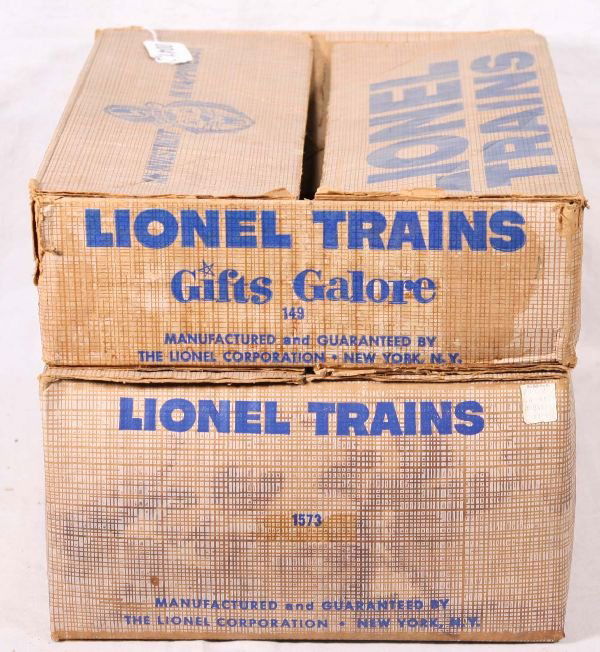 LIONEL
TRAINS
LIONEL TRAINS
Gifts Galore
149
MANUFACTURED and GUARANTEED BY
THE LIONEL CORPORATION • NEW YORK, N. Y.
LIONEL TRAINS
1573
MANUFACTURED and GUARANTEED BY
THE LIONEL CORPORATION • NEW YORK, N.Y.